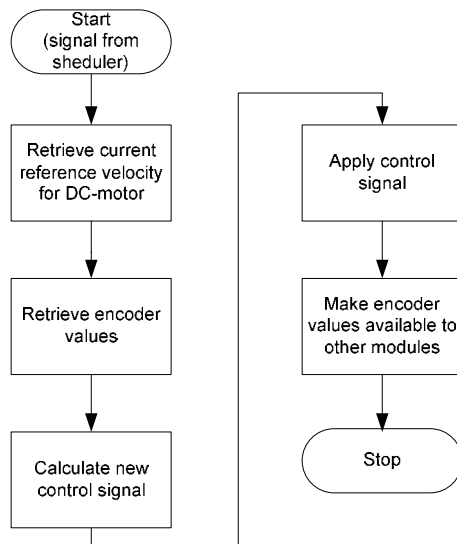 Start
(signal from
sheduler)
Retrieve current
reference velocity
for DC-motor
Retrieve encoder
values
Calculate new
control signal
Apply control
signal
Make encoder
values available to
other modules
Stop